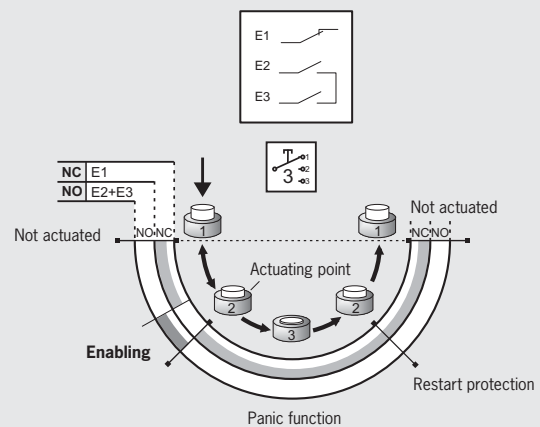 E1
E2
E3
1
2
3
3
NC E1
NO E2+E3
Not actuated
NO NC
1
1
Not actuated
NC NO
Actuating point
2
2
3
Enabling
Restart protection
Panic function